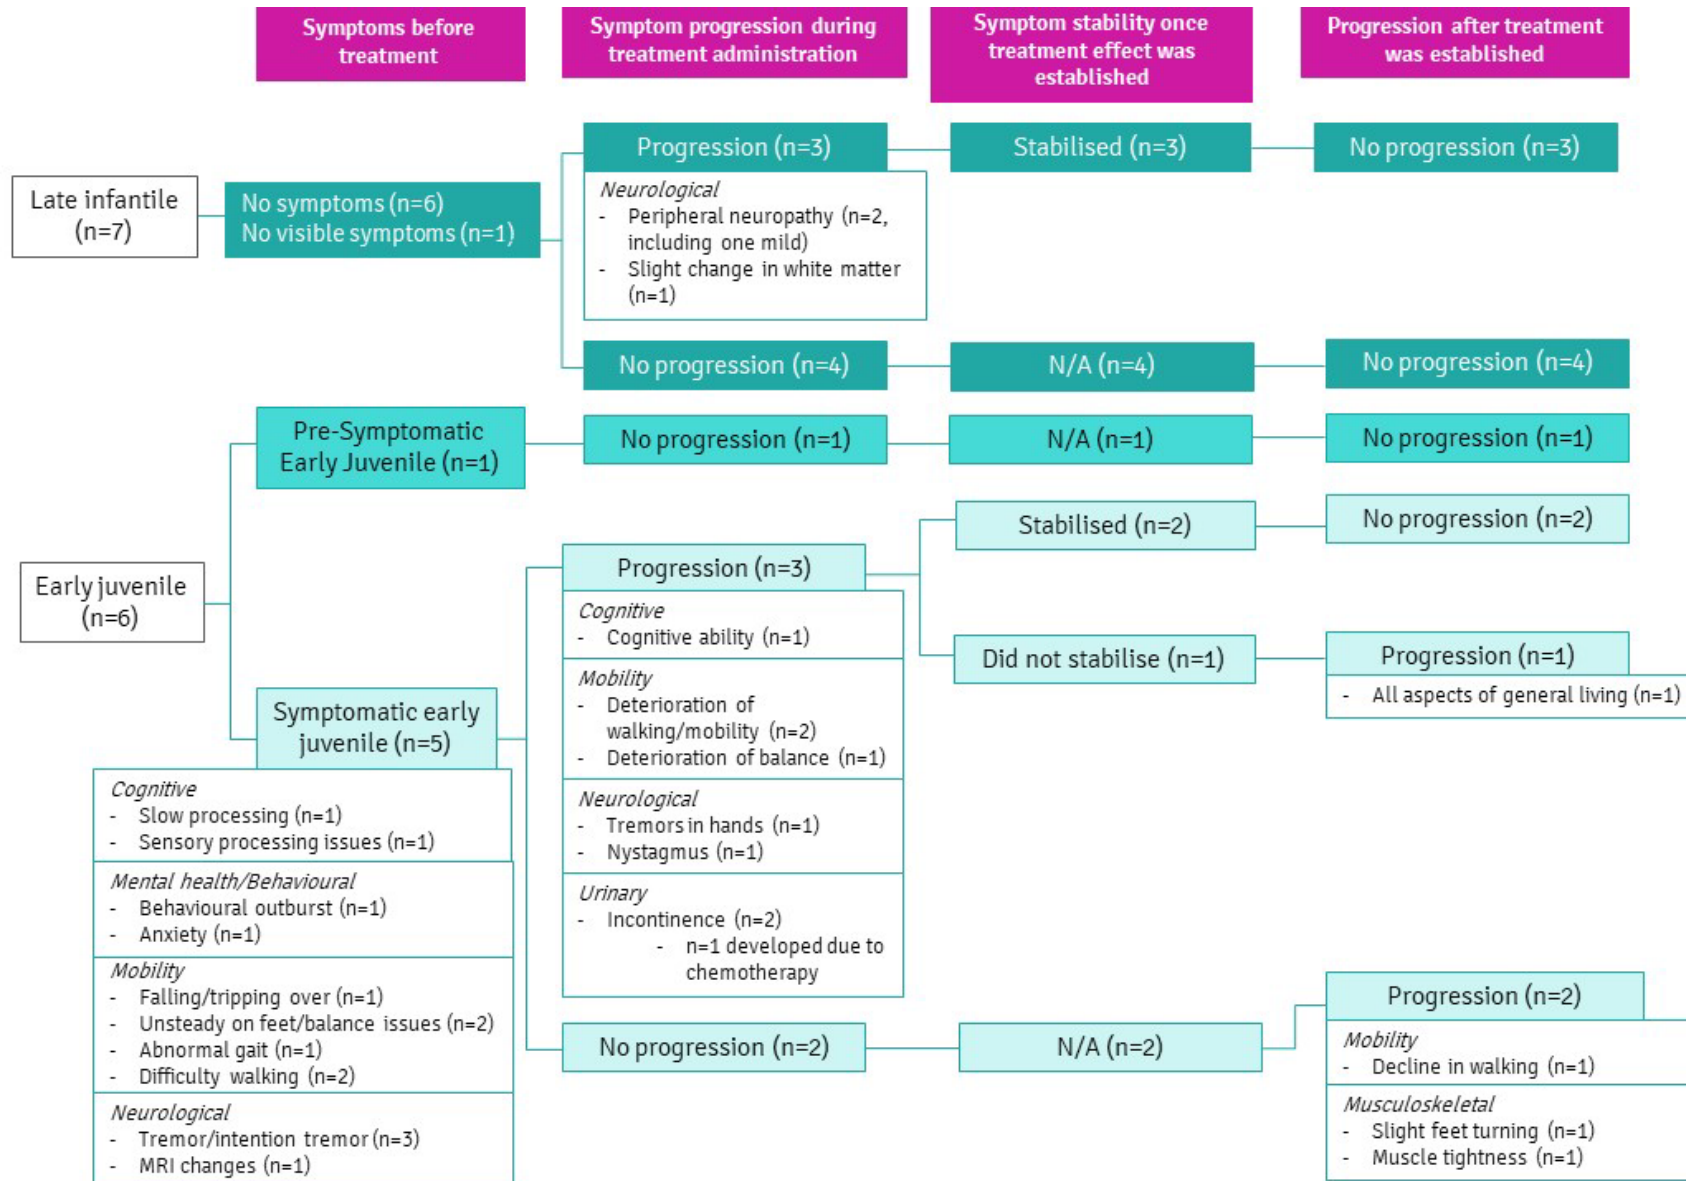 Symptoms before
treatment
Symptom progression during
treatment administration
Symptom stability once
treatment effect was
established
Progression after treatment
was established
Late infantile
(n=7)
No symptoms (n=6)
No visible symptoms (n=1)
Progression (n=3)
Neurological
- Peripheral neuropathy (n=2,
including one mild)
- Slight change in white matter
(n=1)
Stabilised (n=3)
No progression (n=3)
No progression (n=4)
N/A (n=4)
No progression (n=4)
Early juvenile
(n=6)
Pre-Symptomatic
Early Juvenile (n=1)
No progression (n=1)
N/A (n=1)
No progression (n=1)
Symptomatic early
juvenile (n=5)
Cognitive
- Slow processing (n=1)
- Sensory processing issues (n=1)
Mental health/Behavioural
- Behavioural outburst (n=1)
- Anxiety (n=1)
Mobility
- Falling/tripping over (n=1)
- Unsteady on feet/balance issues (n=2)
- Abnormal gait (n=1)
- Difficulty walking (n=2)
Neurological
- Tremor/intention tremor (n=3)
- MRI changes (n=1)
Progression (n=3)
Cognitive
- Cognitive ability (n=1)
Mobility
- Deterioration of
walking/mobility (n=2)
- Deterioration of balance (n=1)
Neurological
- Tremors in hands (n=1)
- Nystagmus (n=1)
Urinary
- Incontinence (n=2)
- n=1 developed due to
chemotherapy
Stabilised (n=2)
No progression (n=2)
Did not stabilise (n=1)
Progression (n=1)
- All aspects of general living (n=1)
No progression (n=2)
N/A (n=2)
Progression (n=2)
Mobility
- Decline in walking (n=1)
Musculoskeletal
- Slight feet turning (n=1)
- Muscle tightness (n=1)